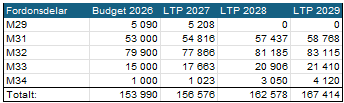 Fordonsdelar Budget 2026 LTP 2027 LTP 2028 LTP 2029
M29 5 090 5 208 0 0
M31 53 000 54 816 57 437 58 768
M32 79 900 77 866 81 185 83 115
M33 15 000 17 663 20 906 21 410
M34 1 000 1 023 3 050 4 120
Totalt: 153 990 156 576 162 578 167 414